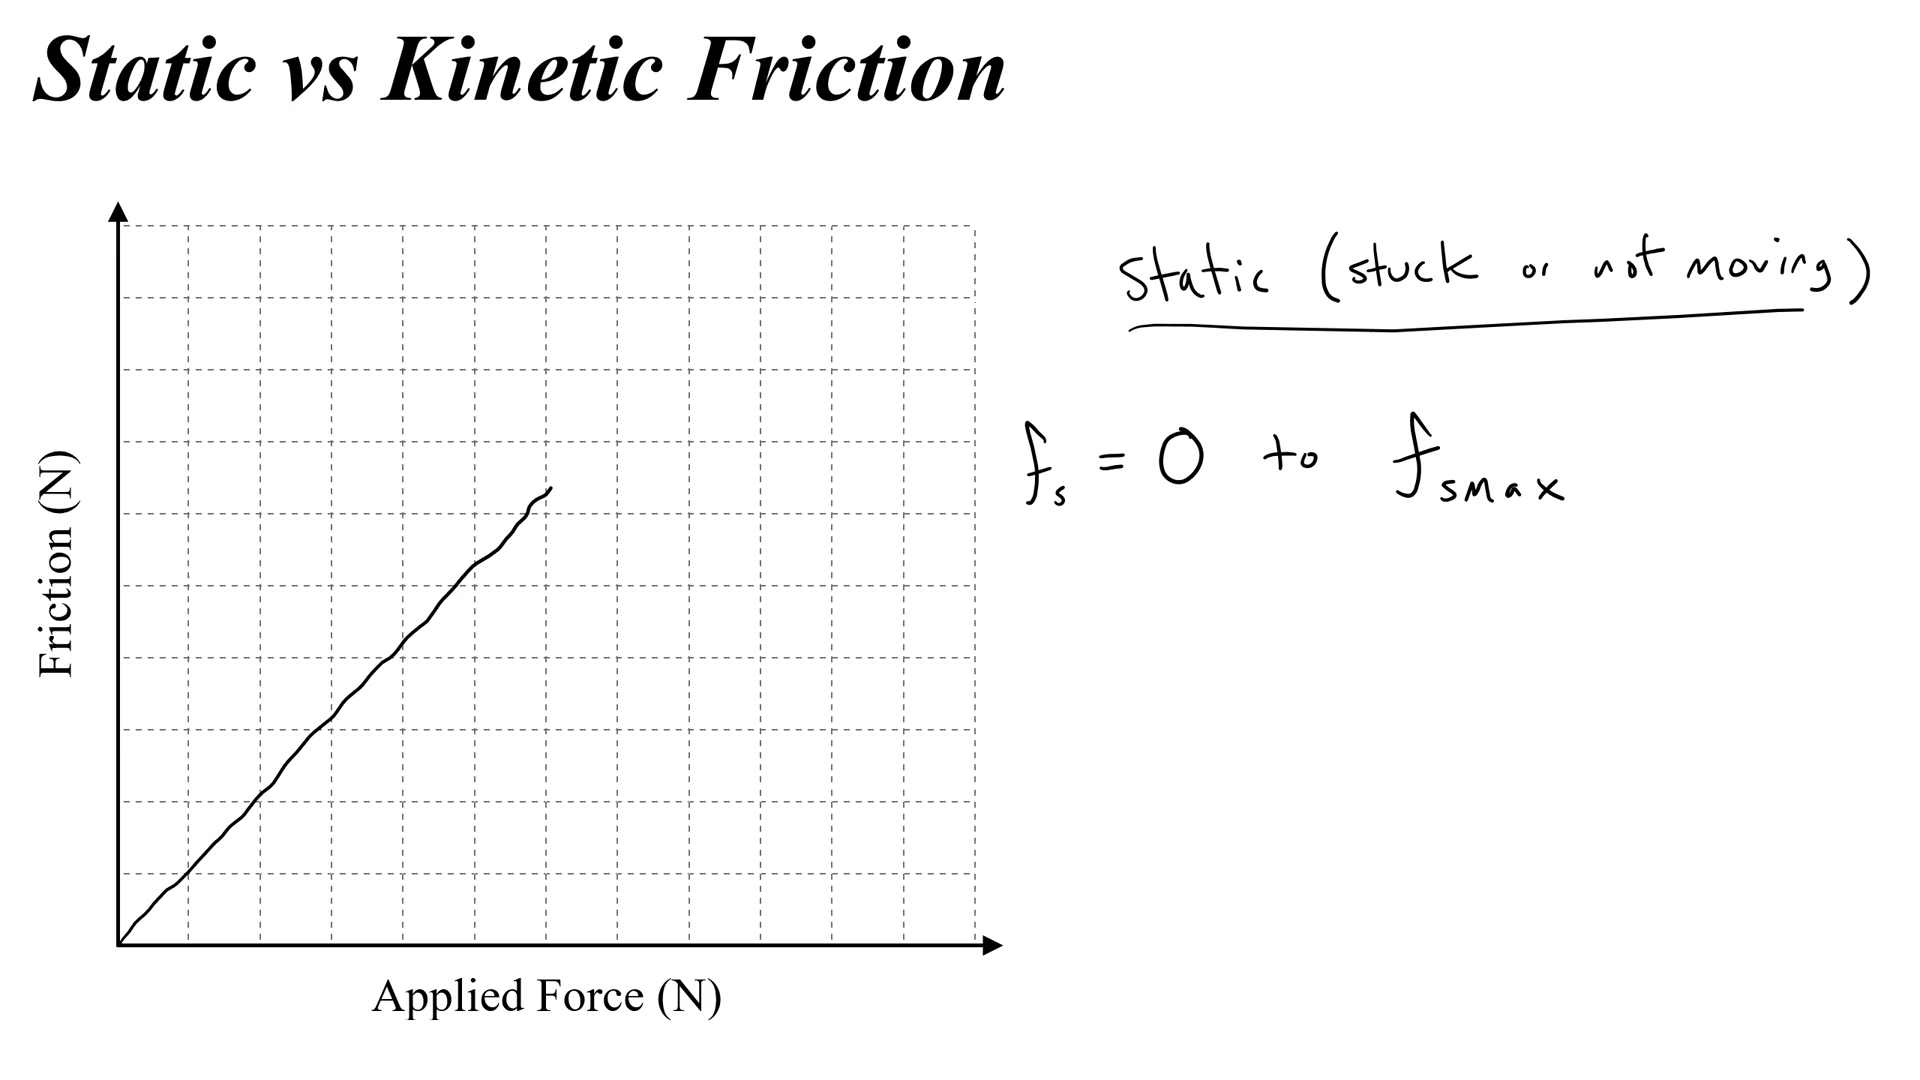 Static vs Kinetic Friction
static (stuck or not moving)
fs = 0 to fsmax
Friction (N)
Applied Force (N)